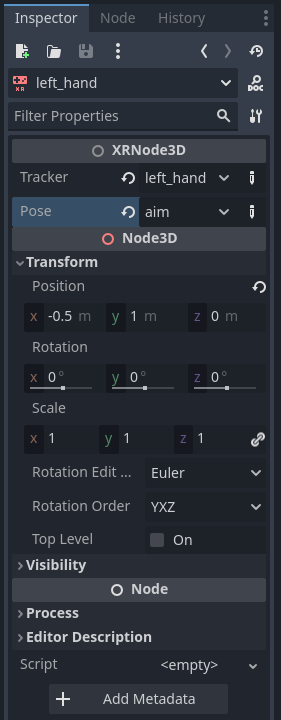 Inspector Node History
left_hand
DOC
Filter Properties
XRNode3D
Tracker left_hand
Pose aim
Node3D
Transform
Position
x -0.5 m y 1 m z 0 m
Rotation
x 0 ° y 0 ° z 0 °
Scale
x 1 y 1 z 1
Rotation Edit ... Euler
Rotation Order YXZ
Top Level On
Visibility
Node
Process
Editor Description
Script <empty>
Add Metadata